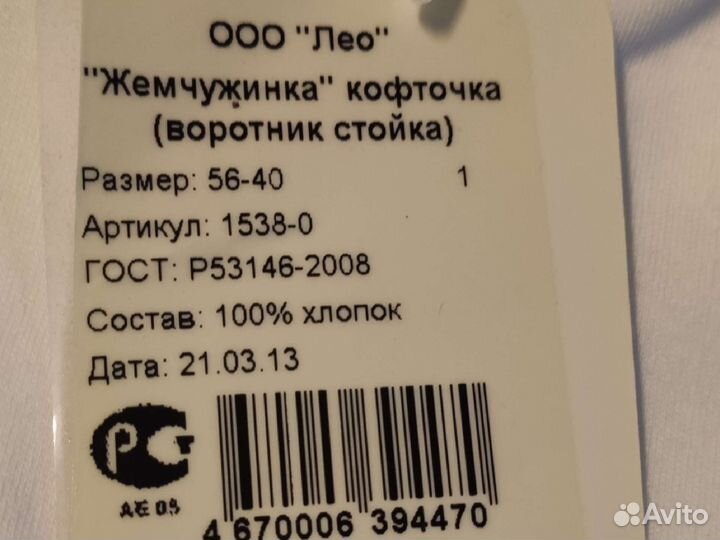 ООО "Лео"
"Жемчужинка" кофточка
(воротник стойка)
Размер: 56-40 1
Артикул: 1538-0
ГОСТ: Р53146-2008
Состав: 100% хлопок
Дата: 21.03.13
РСТ
АЕ 05
4 670006 394470
Avito